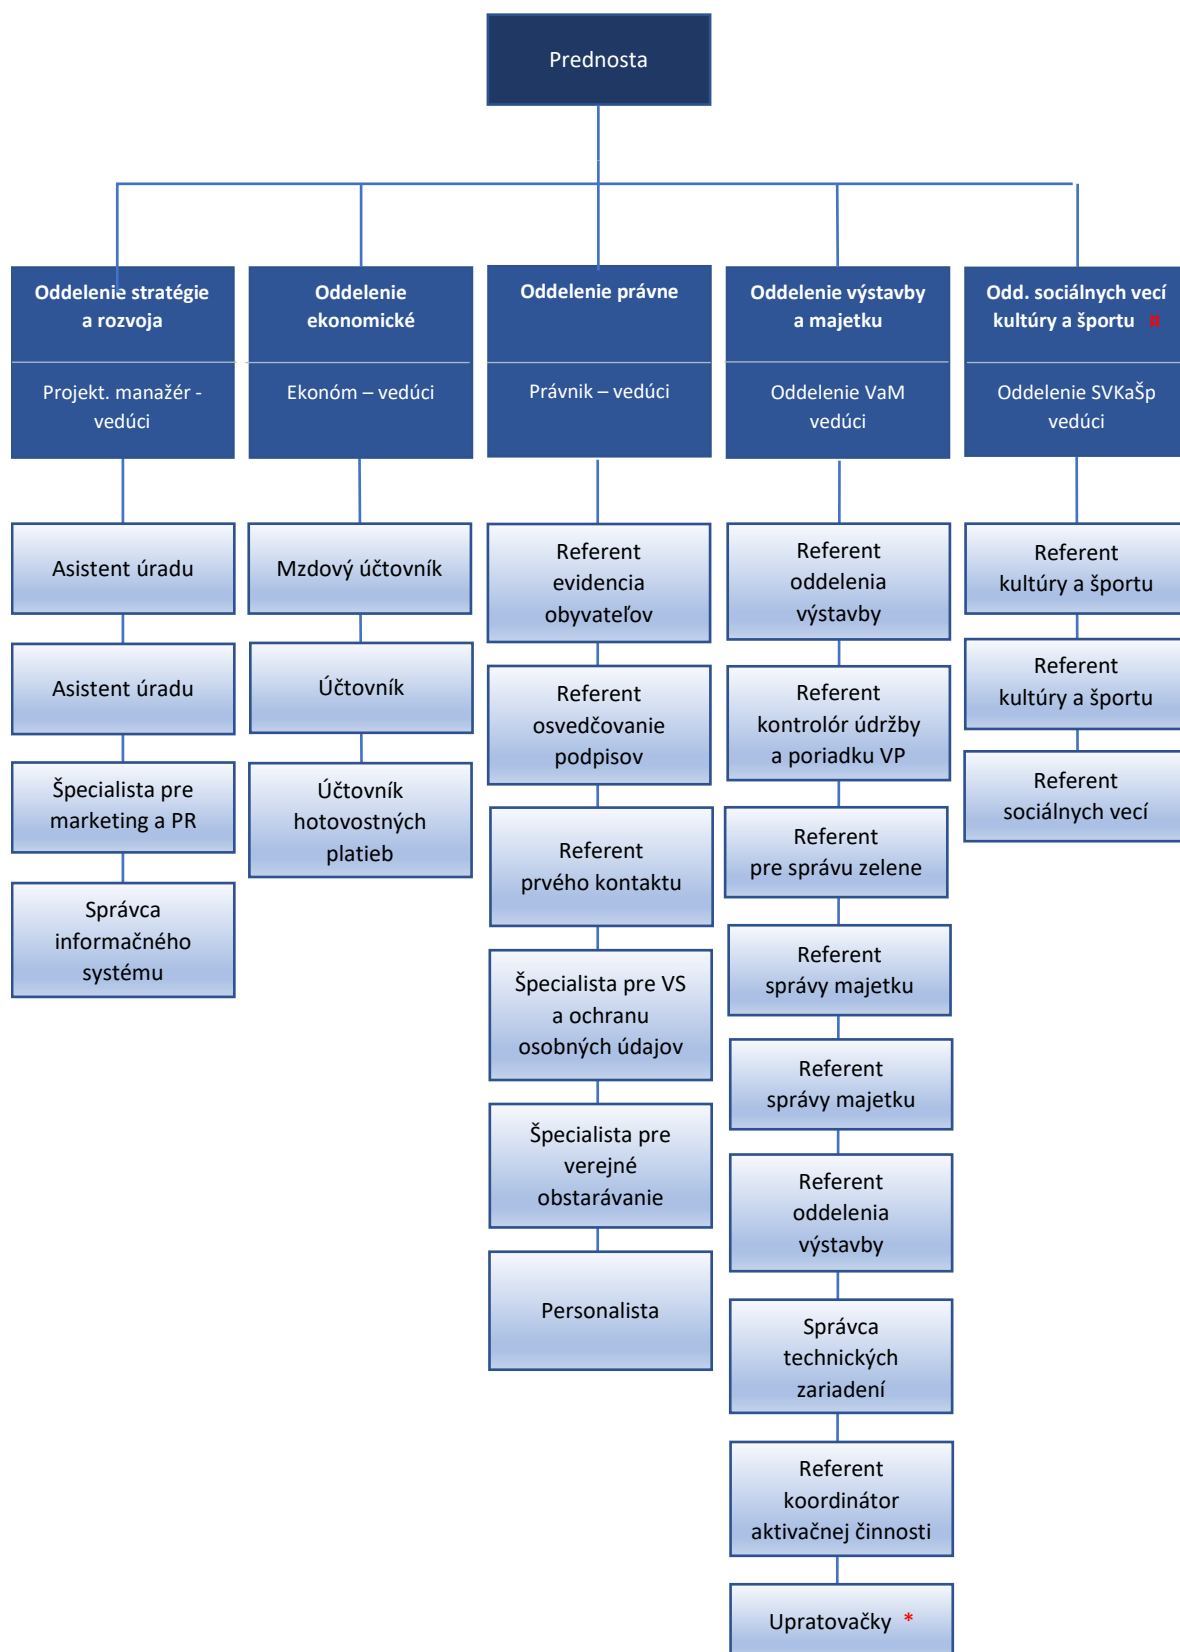 Prednosta
Oddelenie stratégie
a rozvoja
Projekt. manažér -
vedúci
Asistent úradu
Asistent úradu
Špecialista pre
marketing a PR
Správca
informačného
systému
Oddelenie
ekonomické
Ekonóm – vedúci
Mzdový účtovník
Účtovník
Účtovník
hotovostných
platieb
Oddelenie právne
Právnik – vedúci
Referent
evidencia
obyvateľov
Referent
osvedčovanie
podpisov
Referent
prvého kontaktu
Špecialista pre VS
a ochranu
osobných údajov
Špecialista pre
verejné
obstarávanie
Personalista
Oddelenie výstavby
a majetku
Oddelenie VaM
vedúci
Referent
oddelenia
výstavby
Referent
kontrolór údržby
a poriadku VP
Referent
pre správu zelene
Referent
správy majetku
Referent
správy majetku
Referent
oddelenia
výstavby
Správca
technických
zariadení
Referent
koordinátor
aktivačnej činnosti
Upratovačky *
Odd. sociálnych vecí
kultúry a športu ¤
Oddelenie SVKaŠp
vedúci
Referent
kultúry a športu
Referent
kultúry a športu
Referent
sociálnych vecí